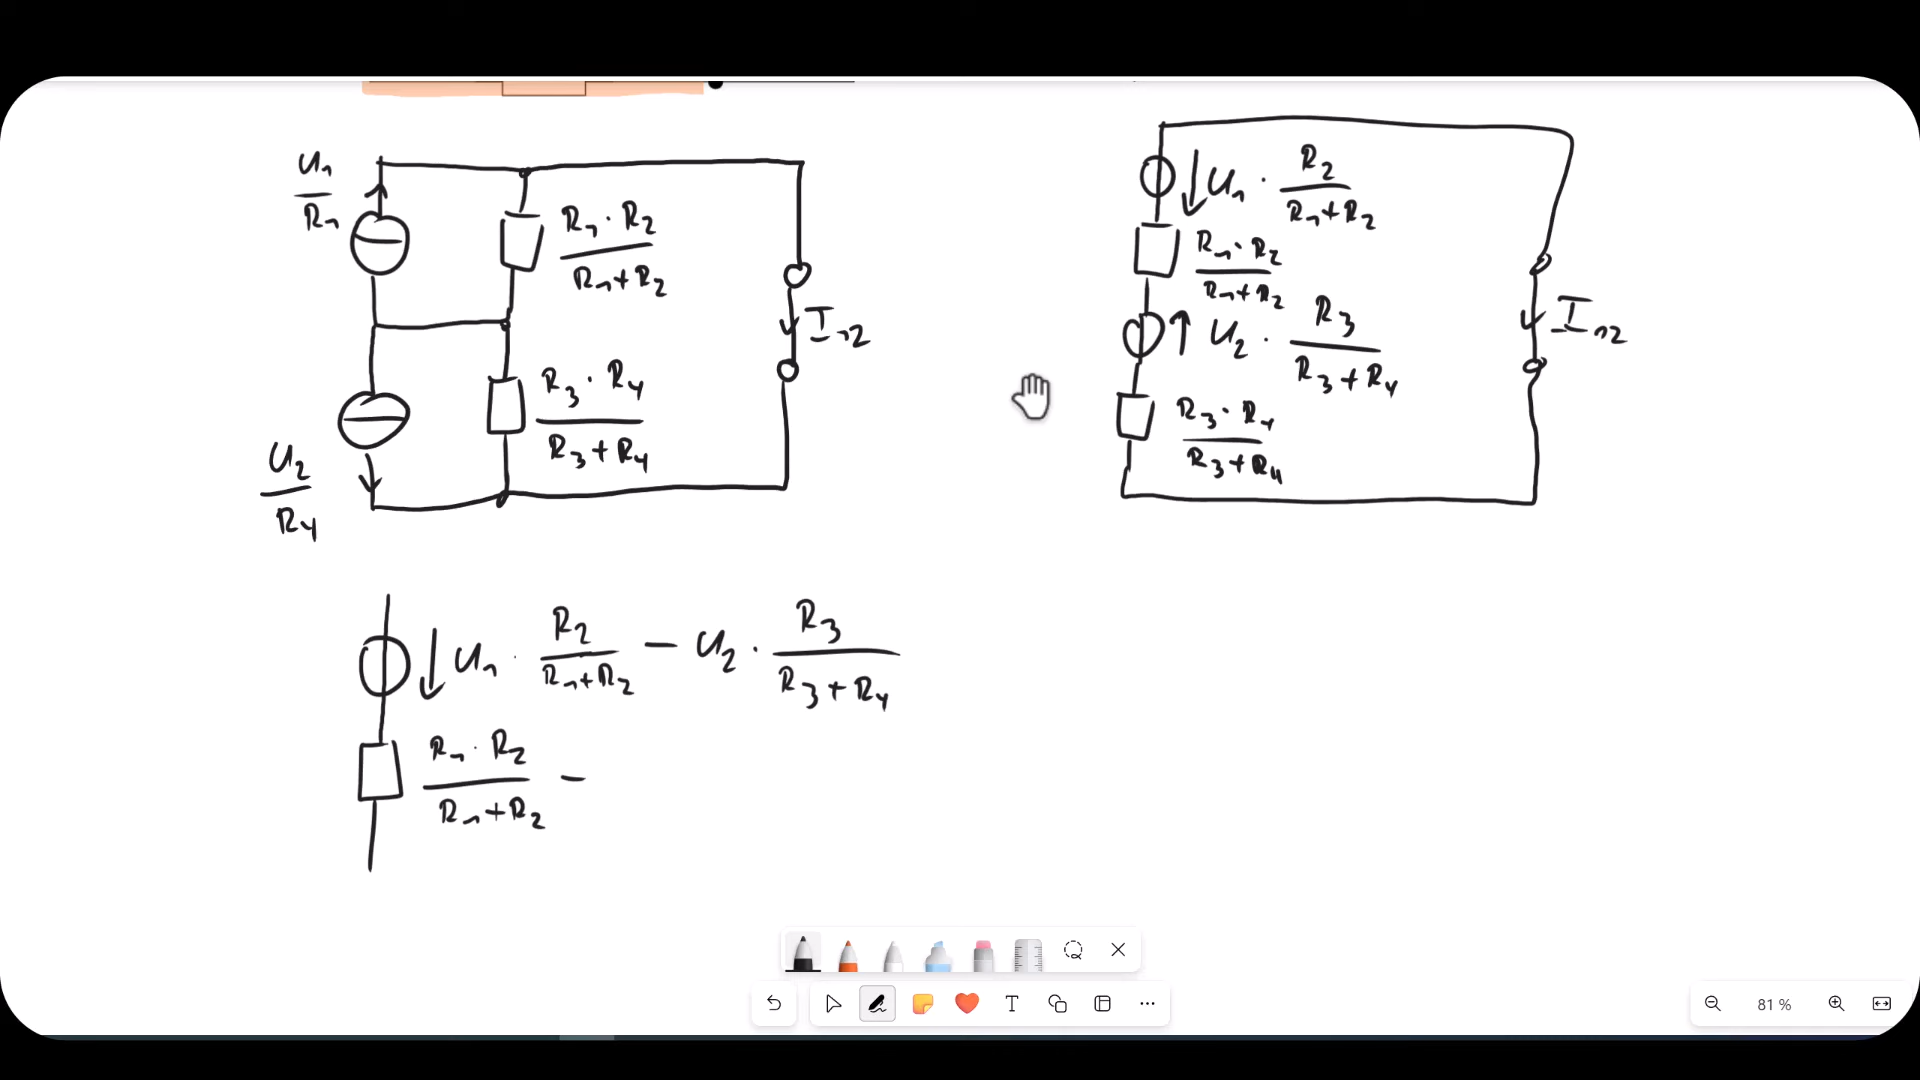 U1/R1
R1·R2/(R1+R2)
I12
R3·R4/(R3+R4)
U2/R4
U1·R2/(R1+R2)
R1·R2/(R1+R2)
U2·R3/(R3+R4)
I12
R3·R4/(R3+R4)
U1·R2/(R1+R2) − U2·R3/(R3+R4)
R1·R2/(R1+R2) −
81 %